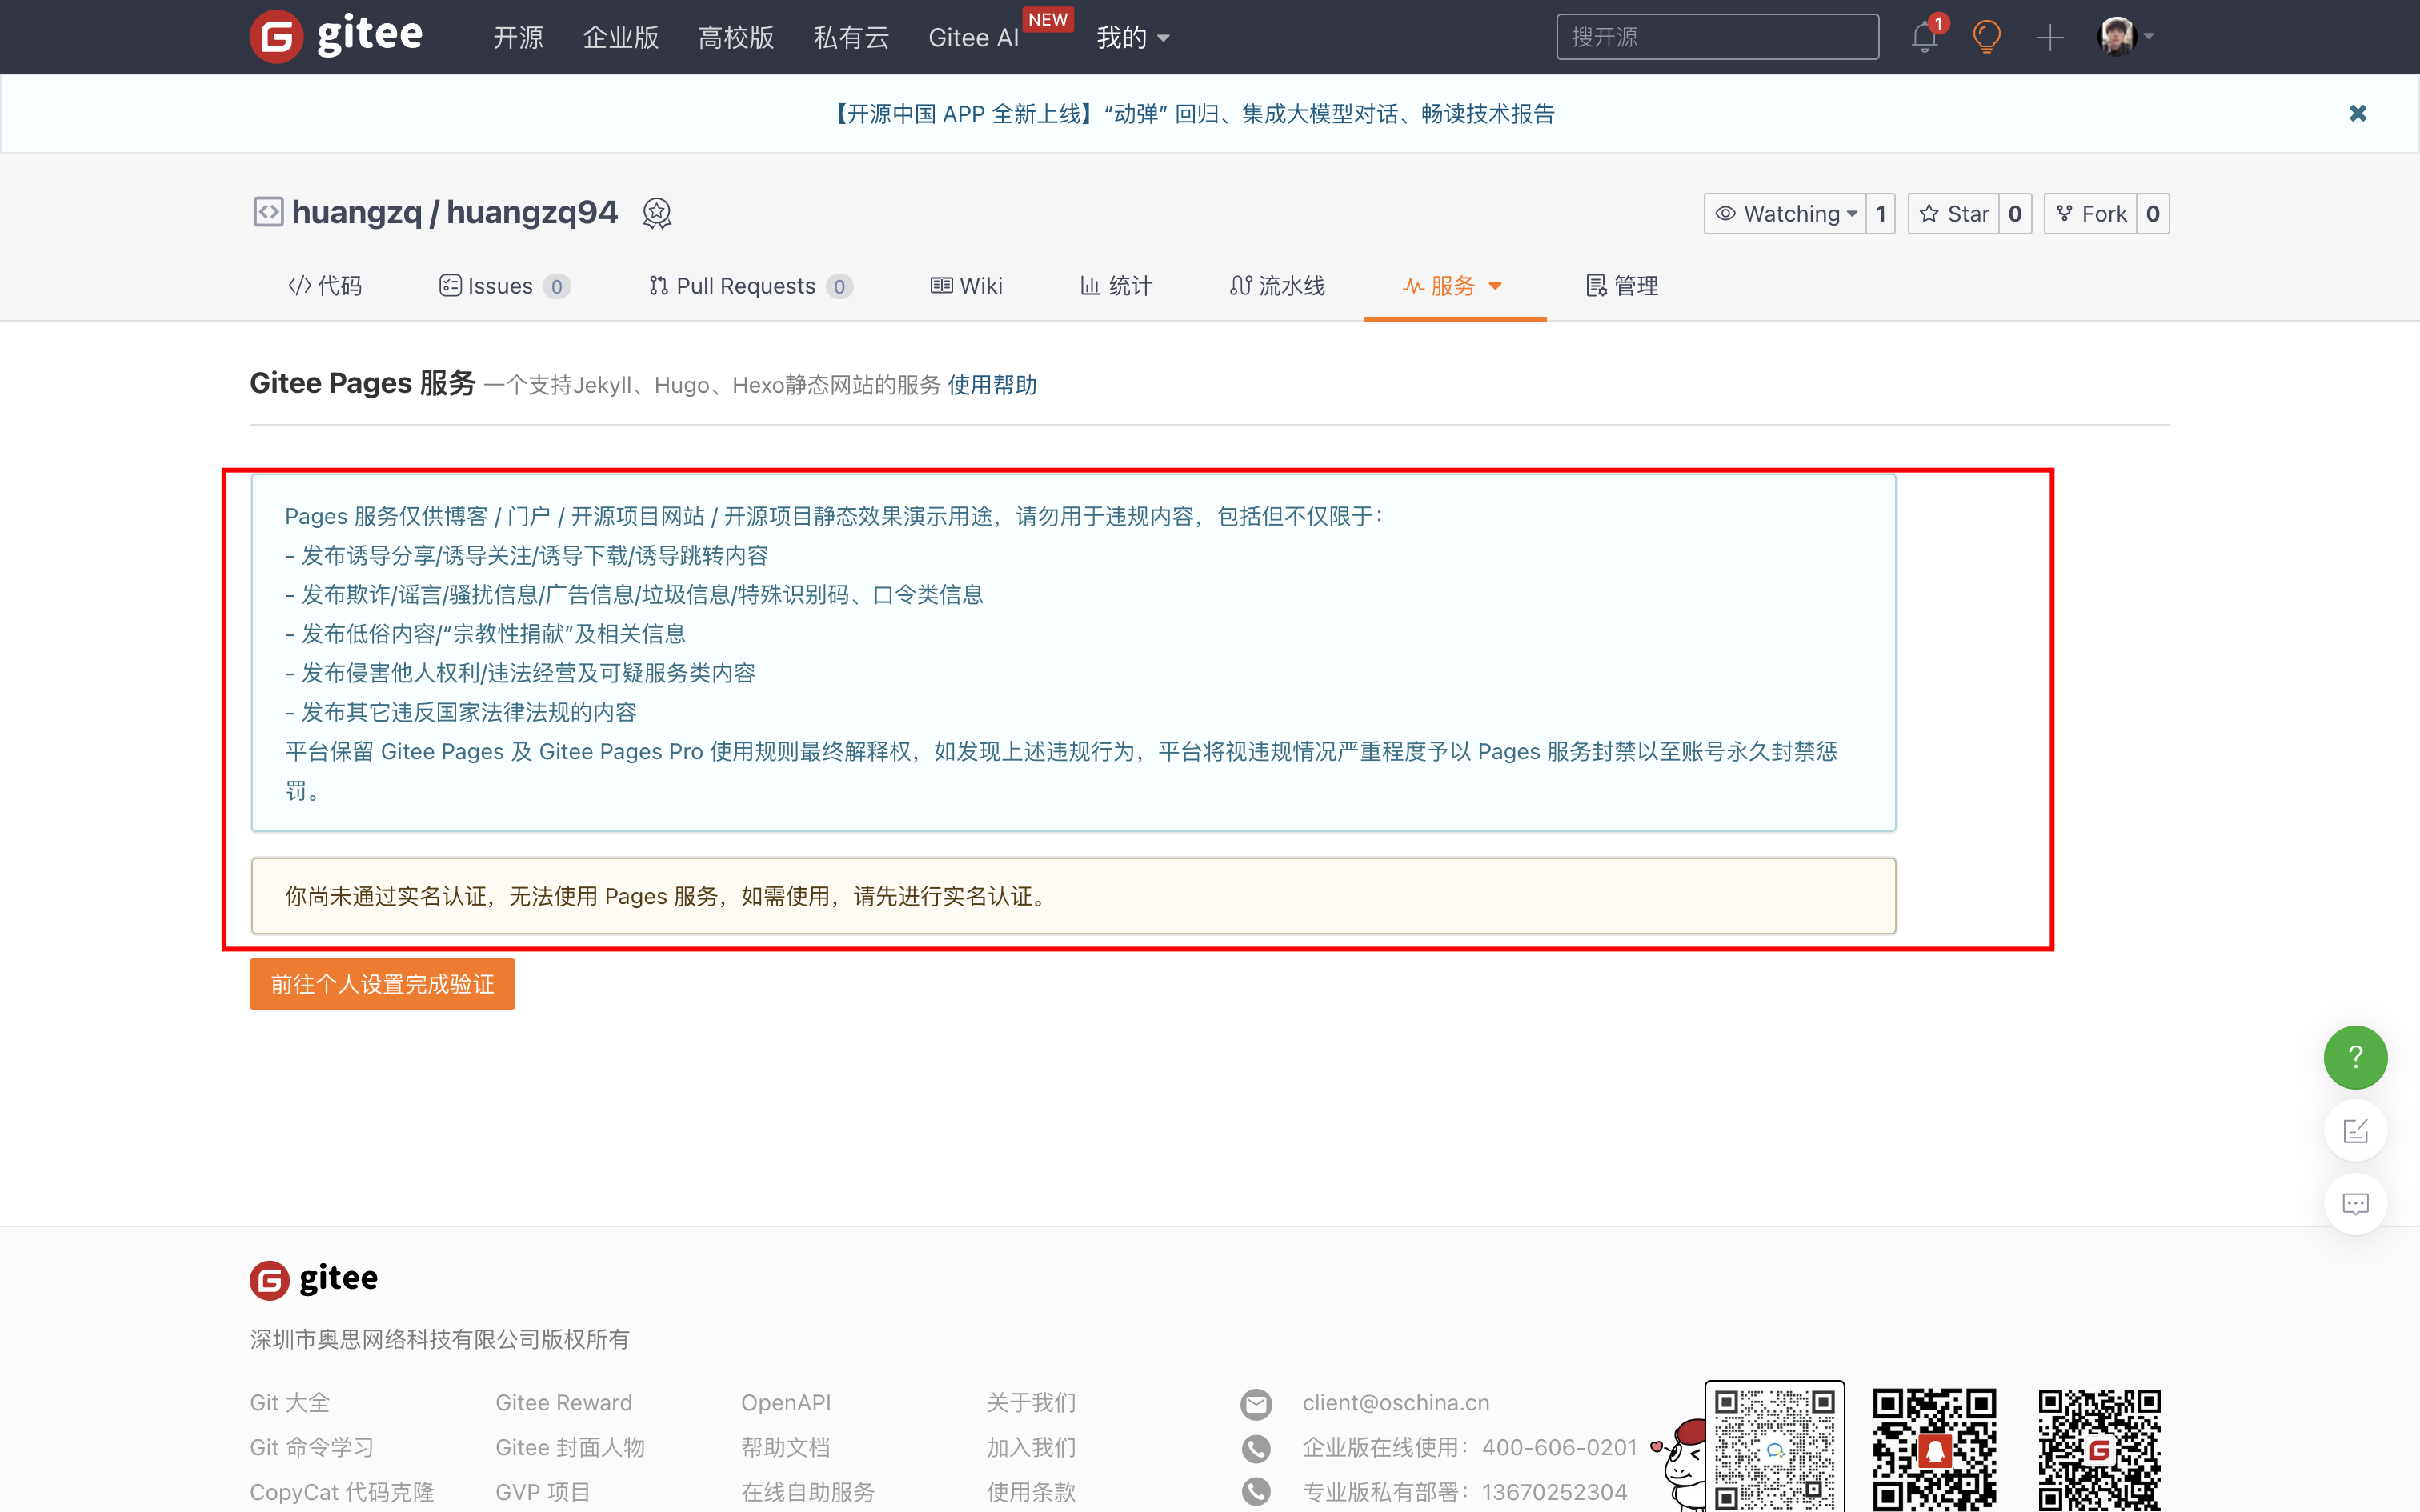 gitee 开源 企业版 高校版 私有云 Gitee AI NEW 我的 搜开源 1
【开源中国 APP 全新上线】“动弹” 回归、集成大模型对话、畅读技术报告
huangzq / huangzq94 Watching 1 Star 0 Fork 0
代码 Issues 0 Pull Requests 0 Wiki 统计 流水线 服务 管理
Gitee Pages 服务 一个支持Jekyll、Hugo、Hexo静态网站的服务 使用帮助
Pages 服务仅供博客 / 门户 / 开源项目网站 / 开源项目静态效果演示用途，请勿用于违规内容，包括但不仅限于：
- 发布诱导分享/诱导关注/诱导下载/诱导跳转内容
- 发布欺诈/谣言/骚扰信息/广告信息/垃圾信息/特殊识别码、口令类信息
- 发布低俗内容/“宗教性捐献”及相关信息
- 发布侵害他人权利/违法经营及可疑服务类内容
- 发布其它违反国家法律法规的内容
平台保留 Gitee Pages 及 Gitee Pages Pro 使用规则最终解释权，如发现上述违规行为，平台将视违规情况严重程度予以 Pages 服务封禁以至账号永久封禁惩
罚。
你尚未通过实名认证，无法使用 Pages 服务，如需使用，请先进行实名认证。
前往个人设置完成验证
?
gitee
深圳市奥思网络科技有限公司版权所有
Git 大全 Gitee Reward OpenAPI 关于我们 client@oschina.cn
Git 命令学习 Gitee 封面人物 帮助文档 加入我们 企业版在线使用：400-606-0201
CopyCat 代码克隆 GVP 项目 在线自助服务 使用条款 专业版私有部署：13670252304